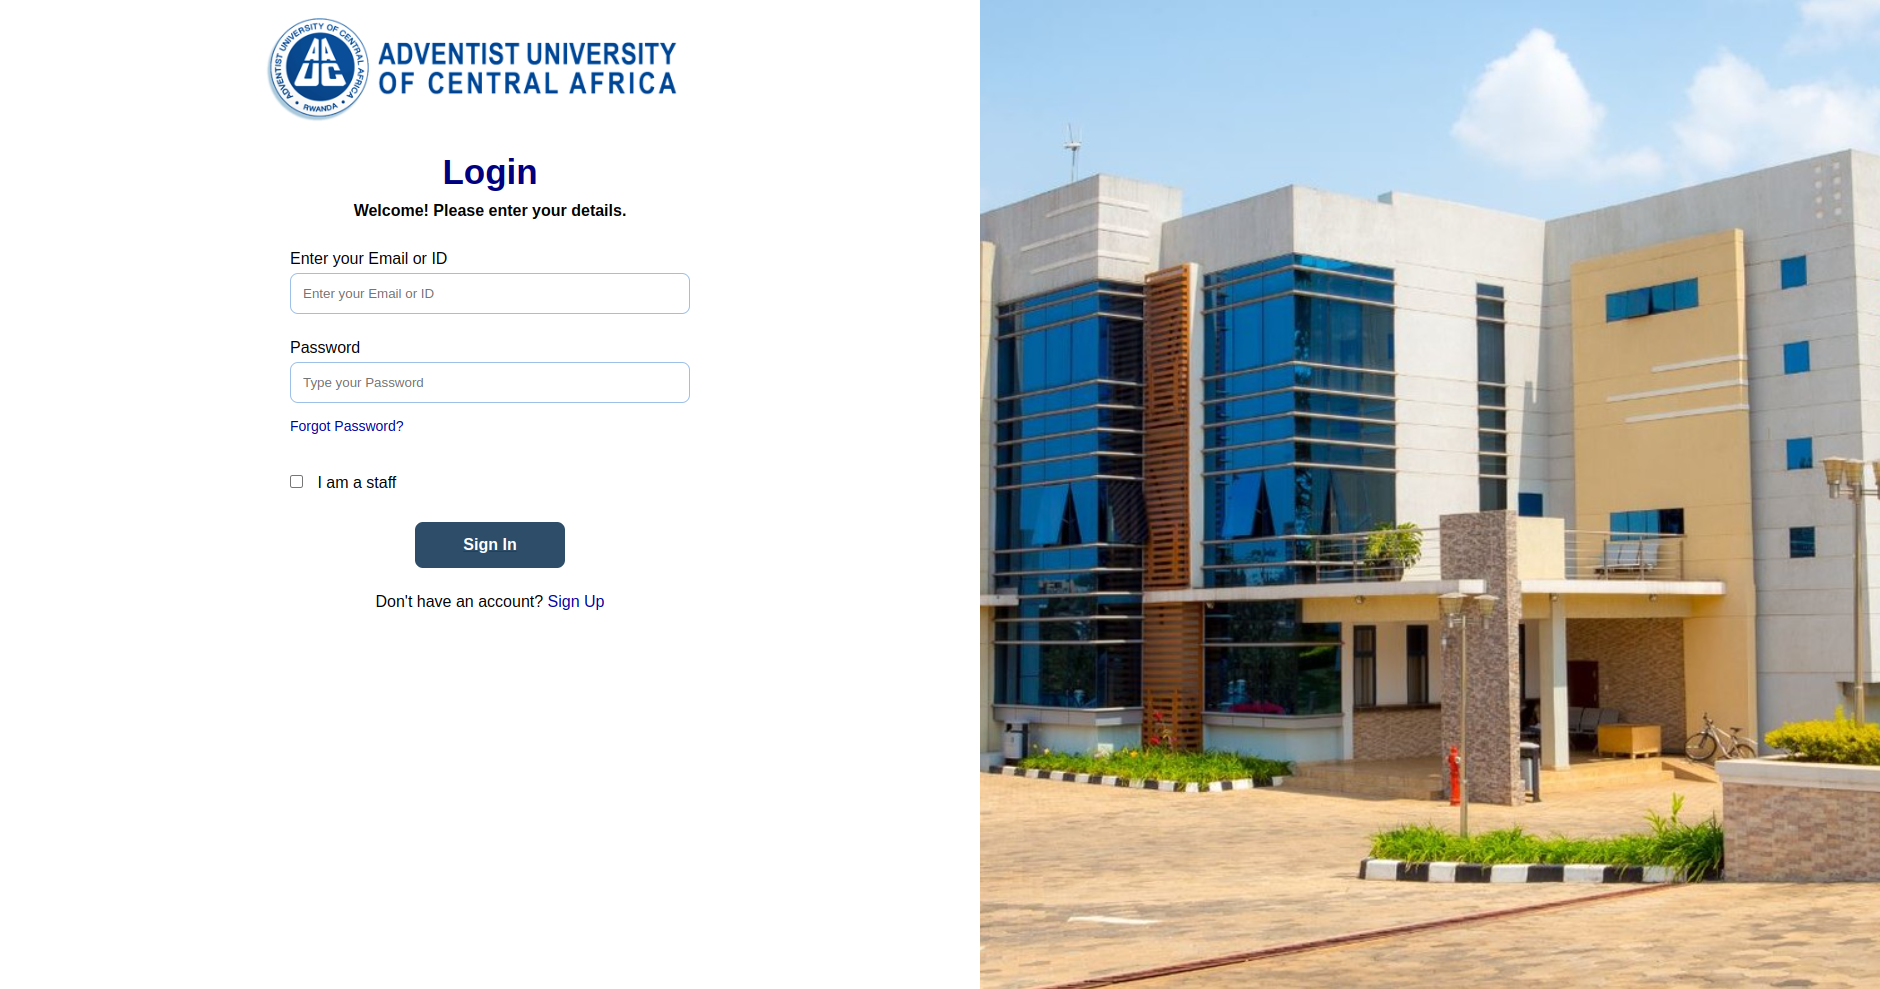 ADVENTIST UNIVERSITY OF CENTRAL AFRICA
• RWANDA •
AAUC
ADVENTIST UNIVERSITY
OF CENTRAL AFRICA
Login
Welcome! Please enter your details.
Enter your Email or ID
Enter your Email or ID
Password
Type your Password
Forgot Password?
I am a staff
Sign In
Don't have an account? Sign Up